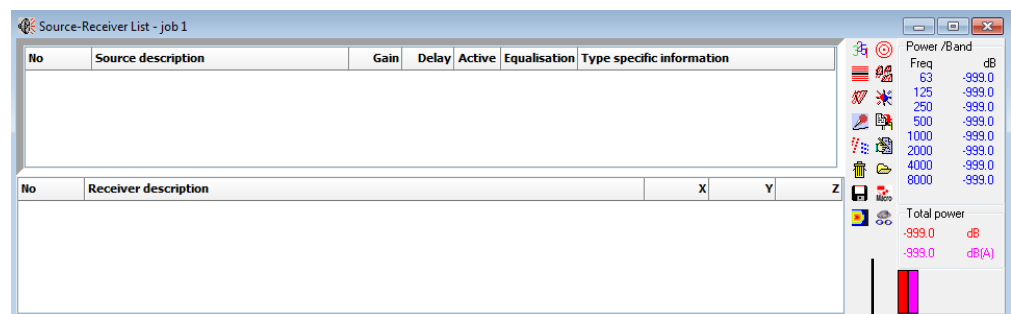 Source-Receiver List - job 1
No Source description Gain Delay Active Equalisation Type specific information
No Receiver description X Y Z
Micro
Power /Band
Freq dB
63 -999.0
125 -999.0
250 -999.0
500 -999.0
1000 -999.0
2000 -999.0
4000 -999.0
8000 -999.0
Total power
-999.0 dB
-999.0 dB(A)